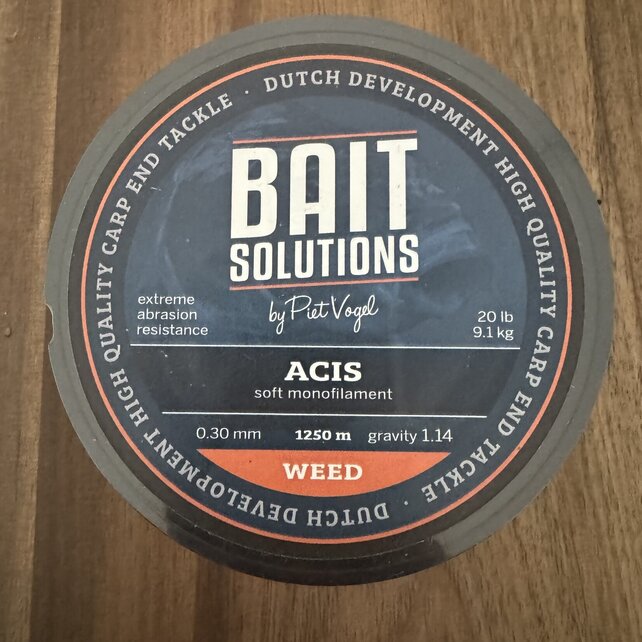 DUTCH DEVELOPMENT HIGH QUALITY CARP END TACKLE ·
DUTCH DEVELOPMENT HIGH QUALITY CARP END TACKLE ·
BAIT
SOLUTIONS
by Piet Vogel
extreme
abrasion
resistance
20 lb
9.1 kg
ACIS
soft monofilament
0.30 mm 1250 m gravity 1.14
WEED